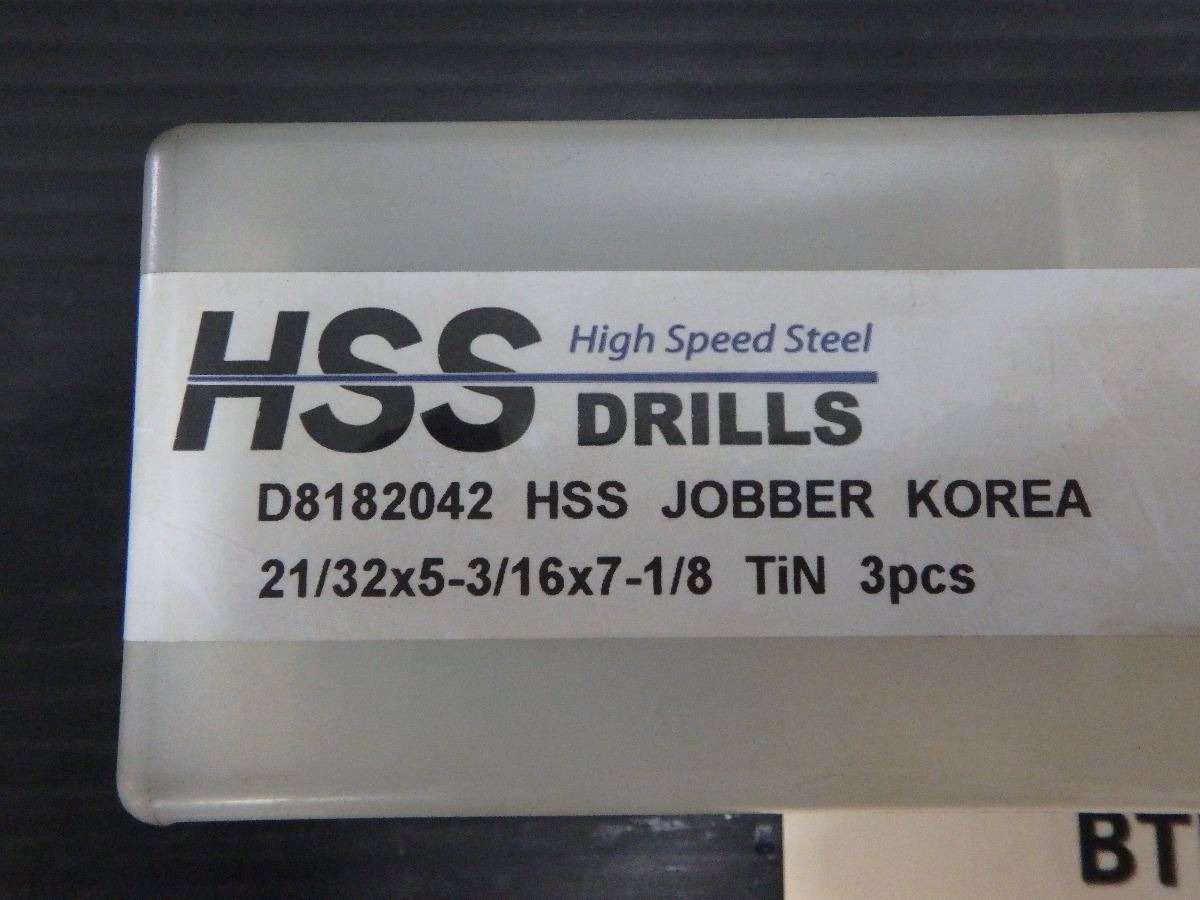 HSS High Speed Steel
DRILLS
D8182042 HSS JOBBER KOREA
21/32x5-3/16x7-1/8 TiN 3pcs